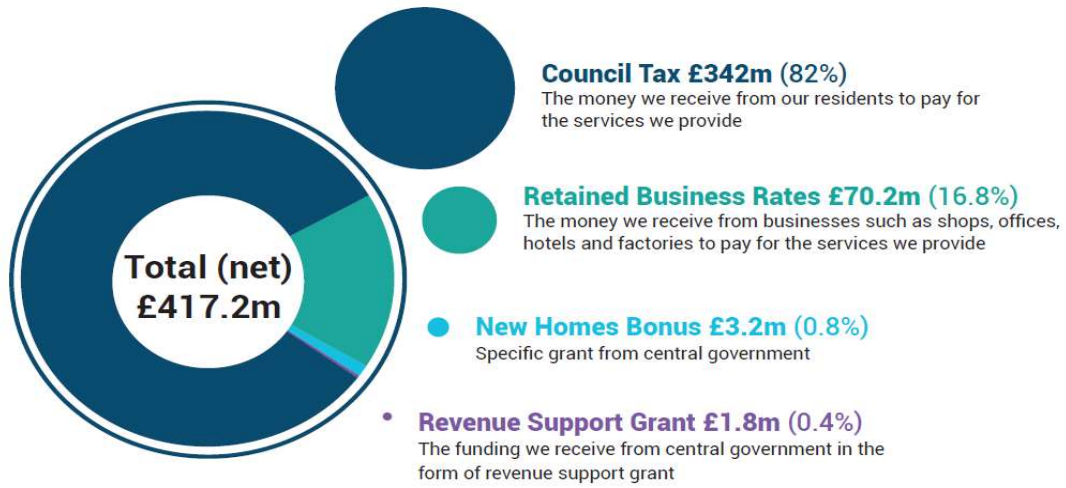 Council Tax £342m (82%)
The money we receive from our residents to pay for
the services we provide
Retained Business Rates £70.2m (16.8%)
The money we receive from businesses such as shops, offices,
hotels and factories to pay for the services we provide
Total (net)
£417.2m
New Homes Bonus £3.2m (0.8%)
Specific grant from central government
Revenue Support Grant £1.8m (0.4%)
The funding we receive from central government in the
form of revenue support grant